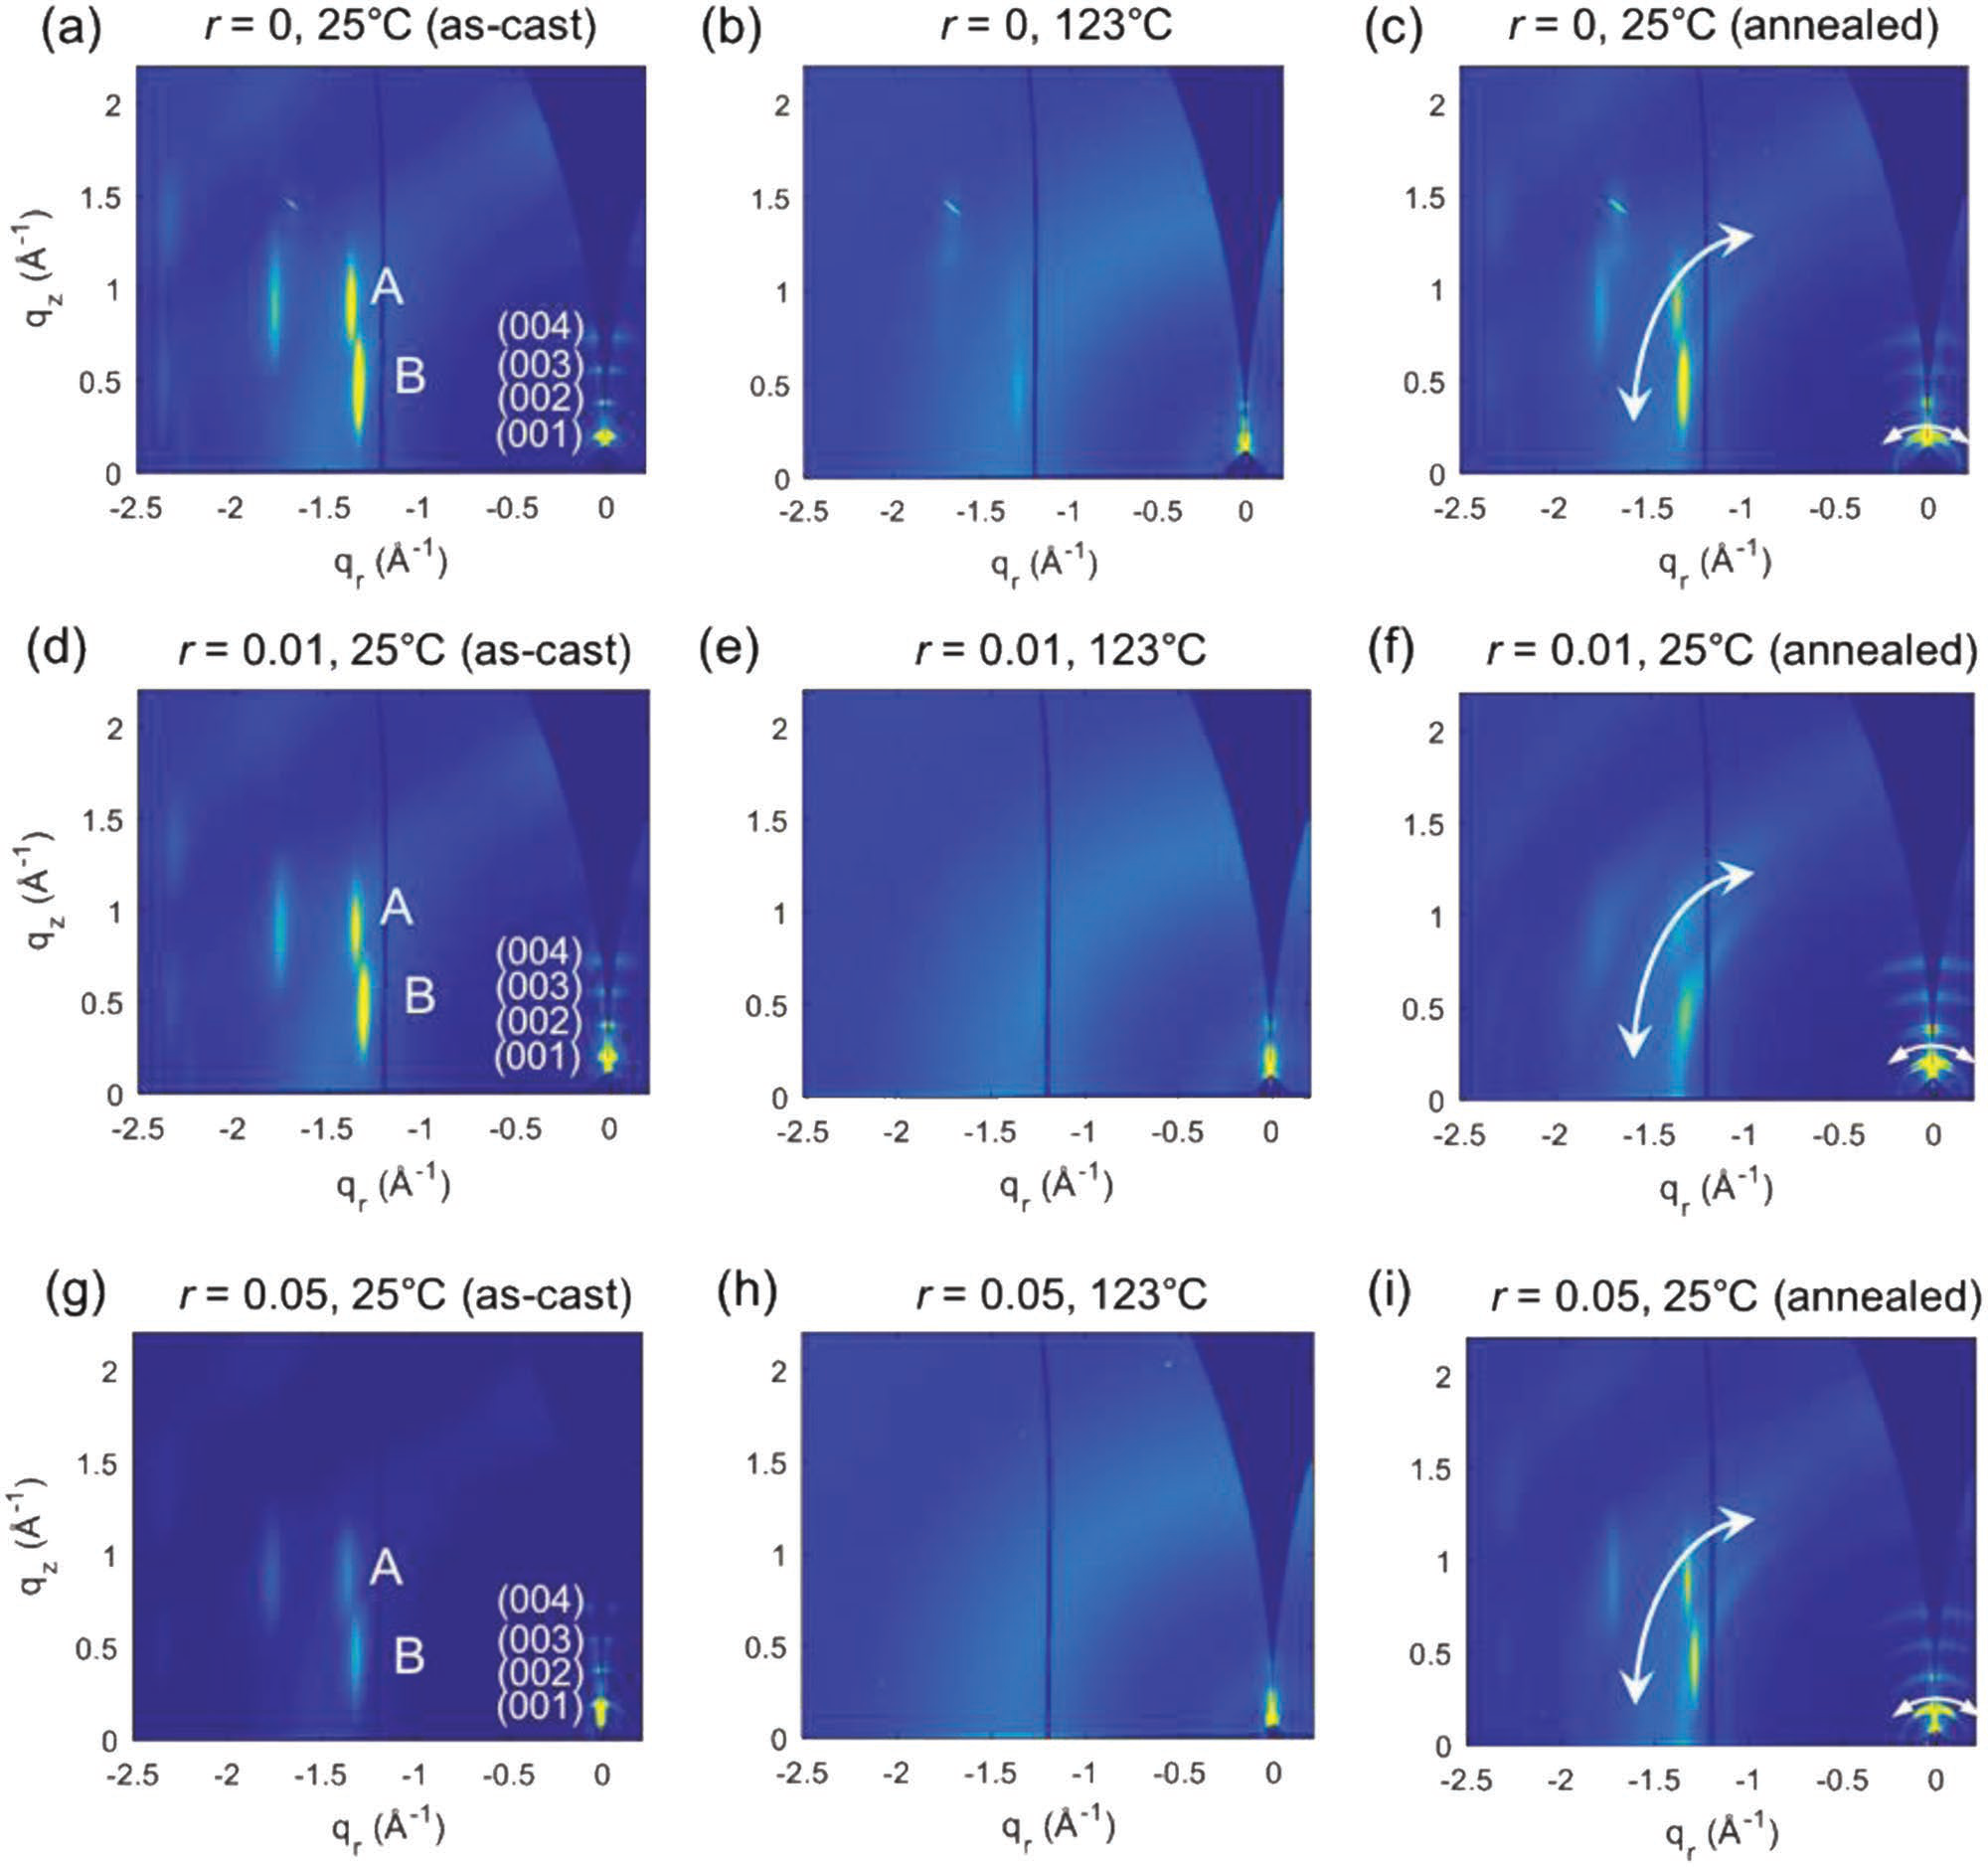 (a) r = 0, 25°C (as-cast)
(b) r = 0, 123°C
(c) r = 0, 25°C (annealed)
2
1.5
1
0.5
0
q_z (Å⁻¹)
A
B
(004)
(003)
(002)
(001)
-2.5 -2 -1.5 -1 -0.5 0
q_r (Å⁻¹)
2
1.5
1
0.5
0
-2.5 -2 -1.5 -1 -0.5 0
q_r (Å⁻¹)
2
1.5
1
0.5
0
-2.5 -2 -1.5 -1 -0.5 0
q_r (Å⁻¹)
(d) r = 0.01, 25°C (as-cast)
(e) r = 0.01, 123°C
(f) r = 0.01, 25°C (annealed)
2
1.5
1
0.5
0
q_z (Å⁻¹)
A
B
(004)
(003)
(002)
(001)
-2.5 -2 -1.5 -1 -0.5 0
q_r (Å⁻¹)
2
1.5
1
0.5
0
-2.5 -2 -1.5 -1 -0.5 0
q_r (Å⁻¹)
2
1.5
1
0.5
0
-2.5 -2 -1.5 -1 -0.5 0
q_r (Å⁻¹)
(g) r = 0.05, 25°C (as-cast)
(h) r = 0.05, 123°C
(i) r = 0.05, 25°C (annealed)
2
1.5
1
0.5
0
q_z (Å⁻¹)
A
B
(004)
(003)
(002)
(001)
-2.5 -2 -1.5 -1 -0.5 0
q_r (Å⁻¹)
2
1.5
1
0.5
0
-2.5 -2 -1.5 -1 -0.5 0
q_r (Å⁻¹)
2
1.5
1
0.5
0
-2.5 -2 -1.5 -1 -0.5 0
q_r (Å⁻¹)